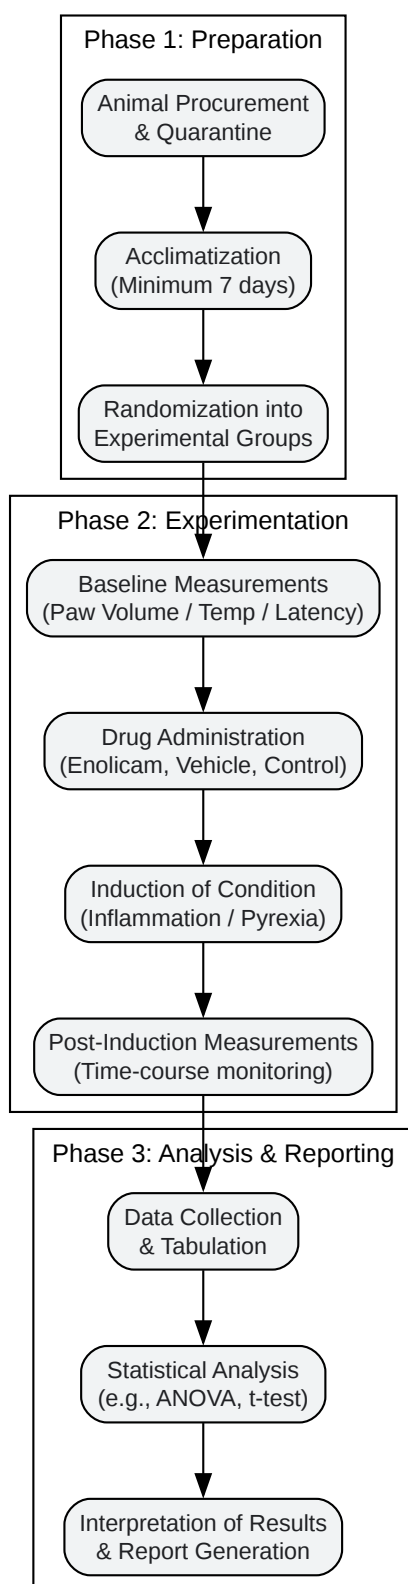 Phase 1: Preparation
Animal Procurement
& Quarantine
Acclimatization
(Minimum 7 days)
Randomization into
Experimental Groups
Phase 2: Experimentation
Baseline Measurements
(Paw Volume / Temp / Latency)
Drug Administration
(Enolicam, Vehicle, Control)
Induction of Condition
(Inflammation / Pyrexia)
Post-Induction Measurements
(Time-course monitoring)
Phase 3: Analysis & Reporting
Data Collection
& Tabulation
Statistical Analysis
(e.g., ANOVA, t-test)
Interpretation of Results
& Report Generation